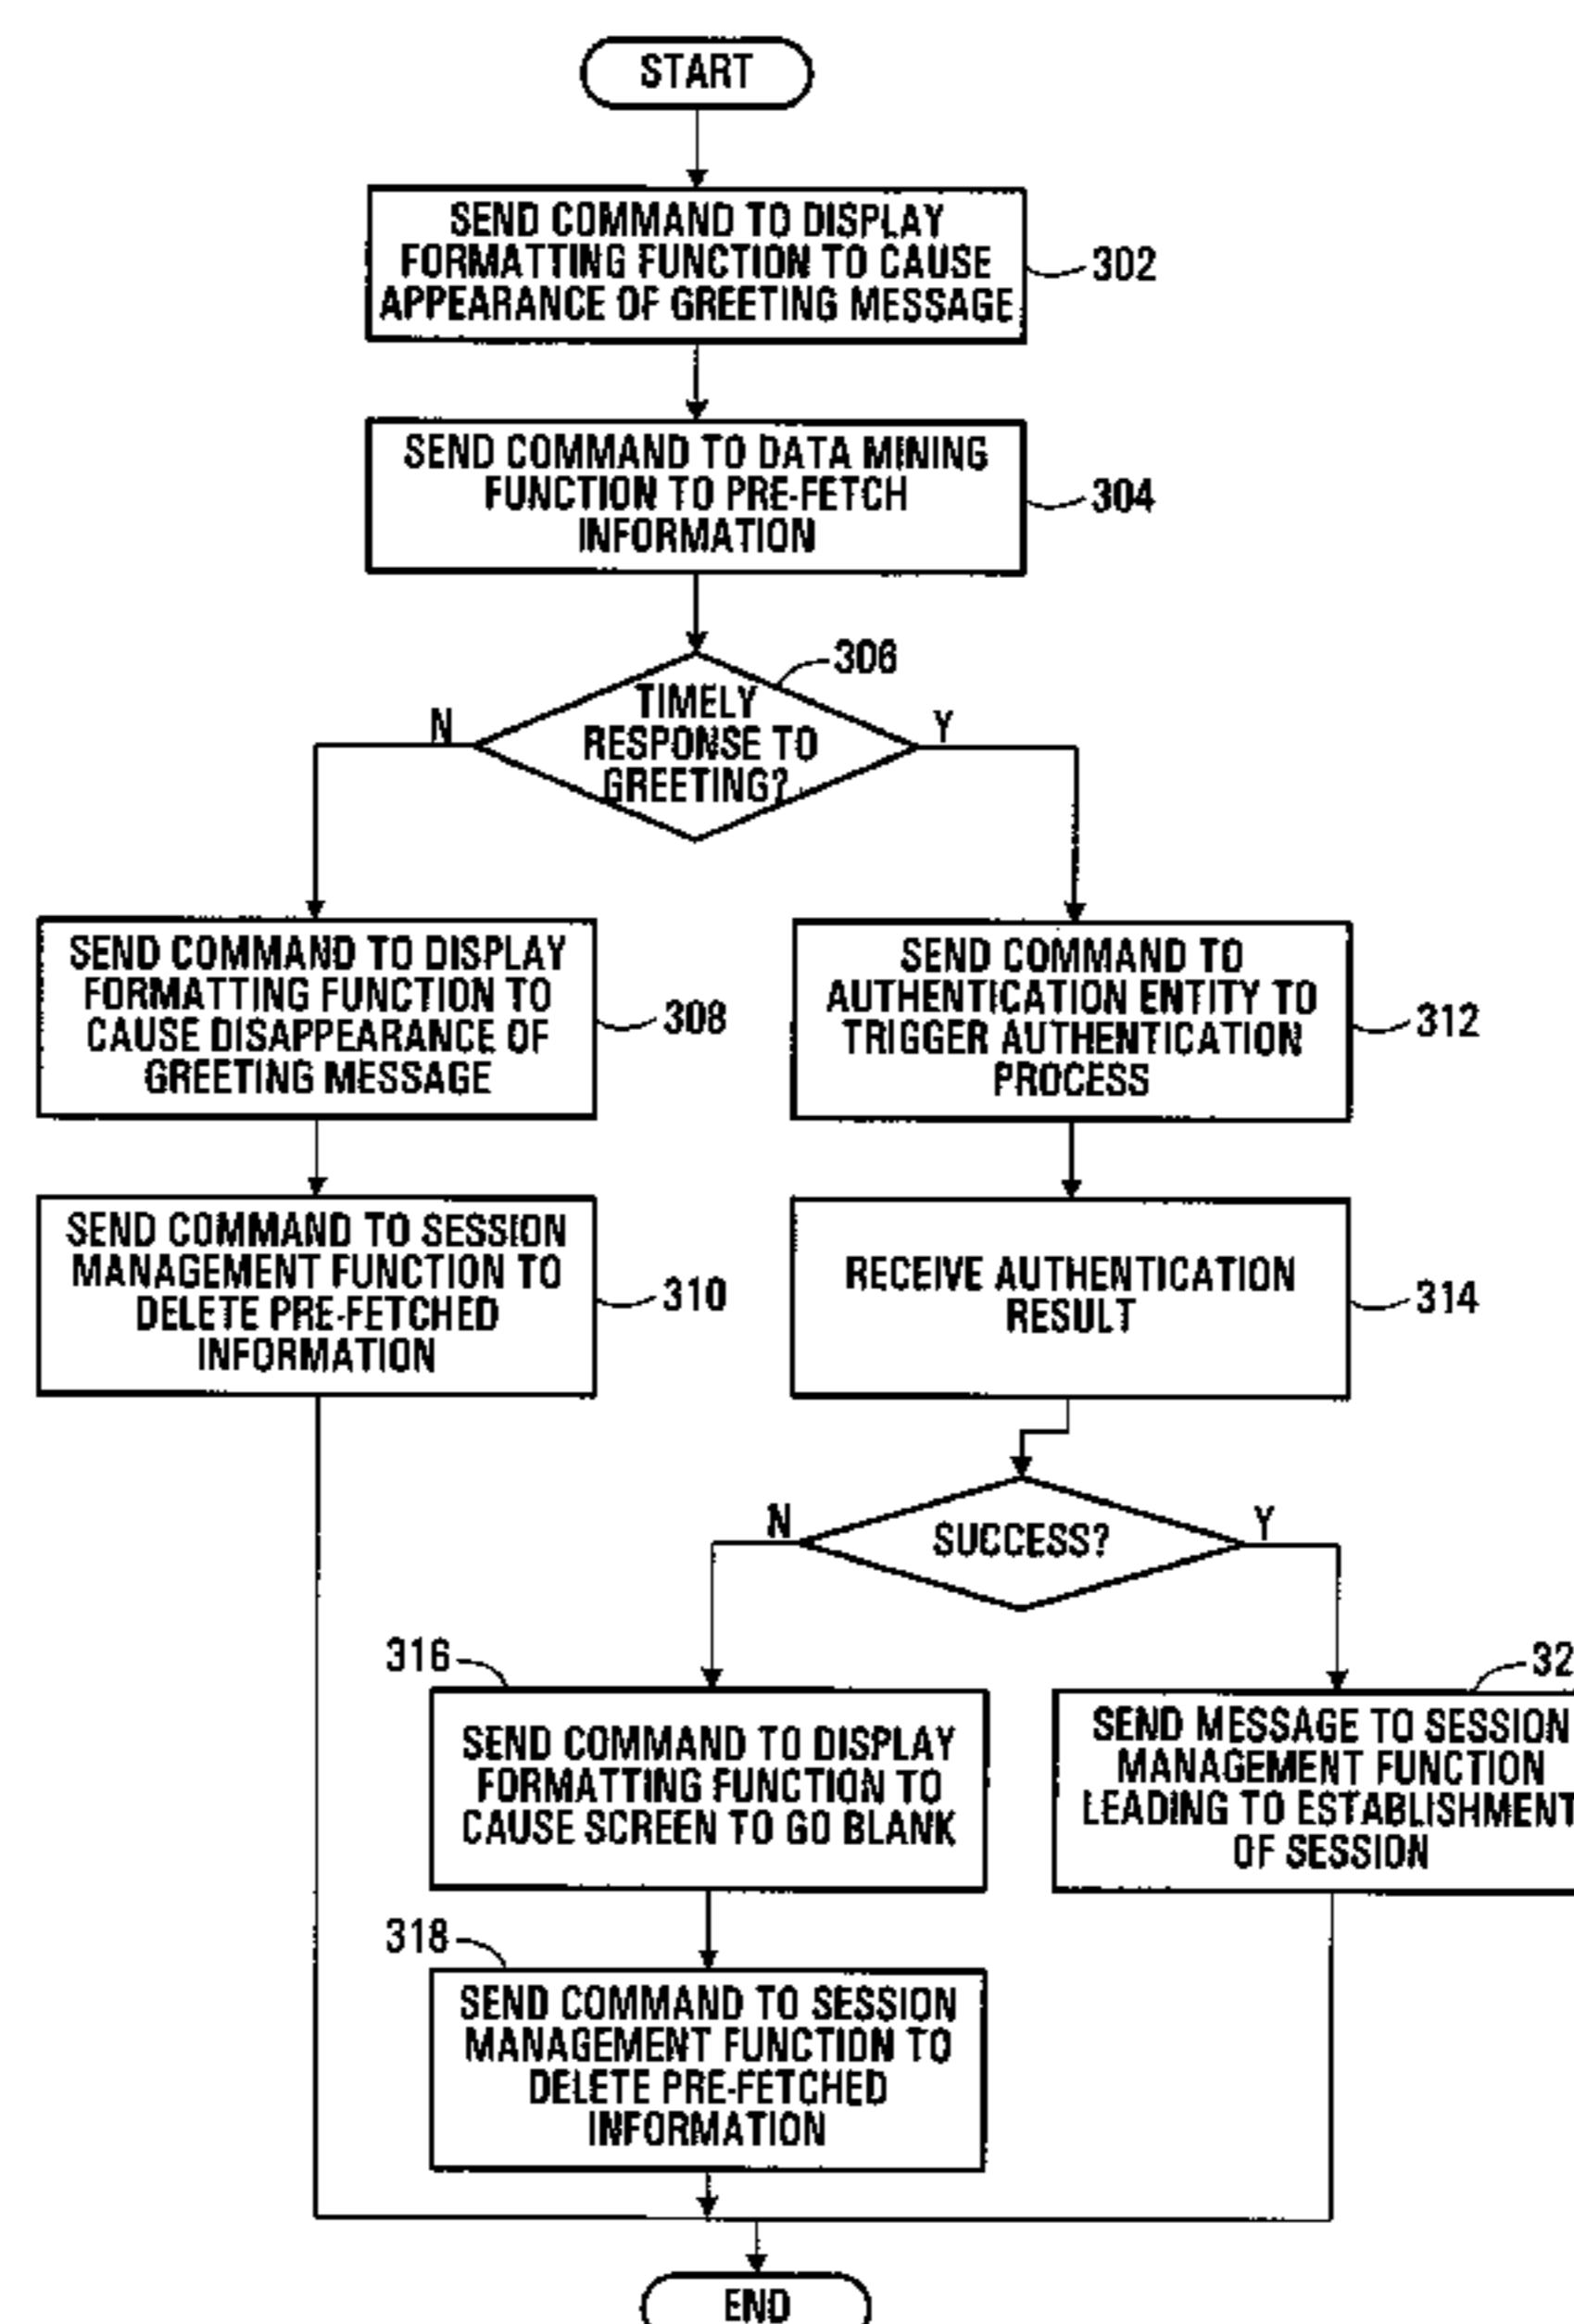 START
SEND COMMAND TO DISPLAY
FORMATTING FUNCTION TO CAUSE
APPEARANCE OF GREETING MESSAGE
302
SEND COMMAND TO DATA MINING
FUNCTION TO PRE-FETCH
INFORMATION
304
306
TIMELY
RESPONSE TO
GREETING?
N
Y
SEND COMMAND TO DISPLAY
FORMATTING FUNCTION TO
CAUSE DISAPPEARANCE OF
GREETING MESSAGE
308
SEND COMMAND TO
AUTHENTICATION ENTITY TO
TRIGGER AUTHENTICATION
PROCESS
312
SEND COMMAND TO SESSION
MANAGEMENT FUNCTION TO
DELETE PRE-FETCHED
INFORMATION
310
RECEIVE AUTHENTICATION
RESULT
314
SUCCESS?
N
Y
316
SEND COMMAND TO DISPLAY
FORMATTING FUNCTION TO
CAUSE SCREEN TO GO BLANK
32
SEND MESSAGE TO SESSION
MANAGEMENT FUNCTION
LEADING TO ESTABLISHMENT
OF SESSION
318
SEND COMMAND TO SESSION
MANAGEMENT FUNCTION TO
DELETE PRE-FETCHED
INFORMATION
END